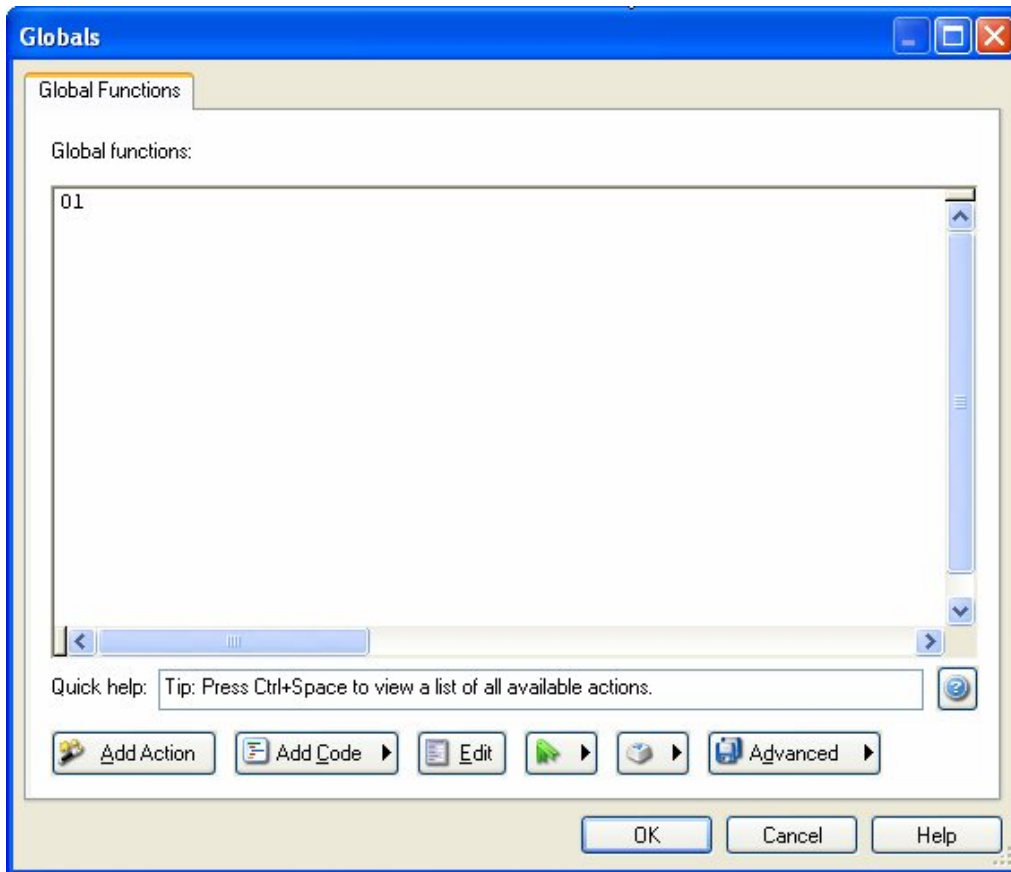 Globals
Global Functions
Global functions:
01
Quick help: Tip: Press Ctrl+Space to view a list of all available actions.
Add Action Add Code Edit Advanced
OK Cancel Help